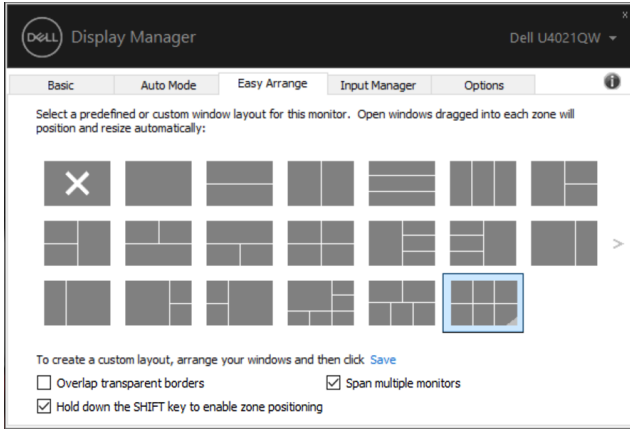 DELL Display Manager
Dell U4021QW
x
Basic Auto Mode Easy Arrange Input Manager Options i
Select a predefined or custom window layout for this monitor. Open windows dragged into each zone will
position and resize automatically:
To create a custom layout, arrange your windows and then click Save
Overlap transparent borders Span multiple monitors
Hold down the SHIFT key to enable zone positioning